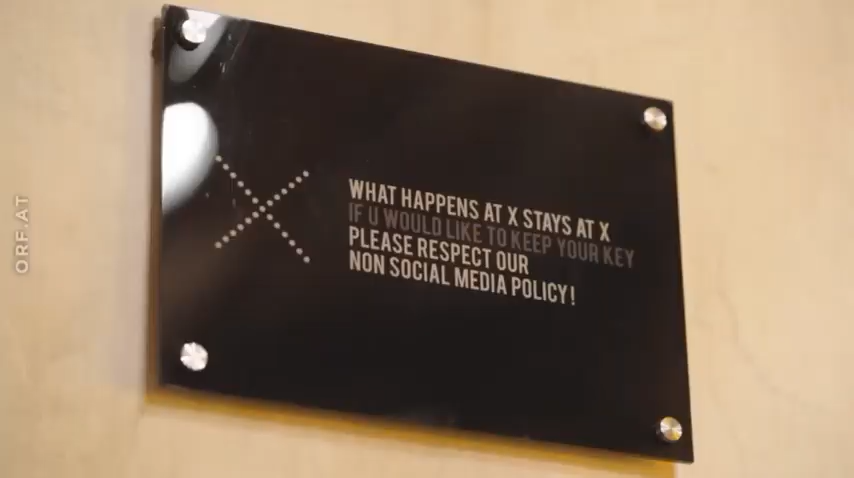 WHAT HAPPENS AT X STAYS AT X
IF U WOULD LIKE TO KEEP YOUR KEY
PLEASE RESPECT OUR
NON SOCIAL MEDIA POLICY!
ORF.AT